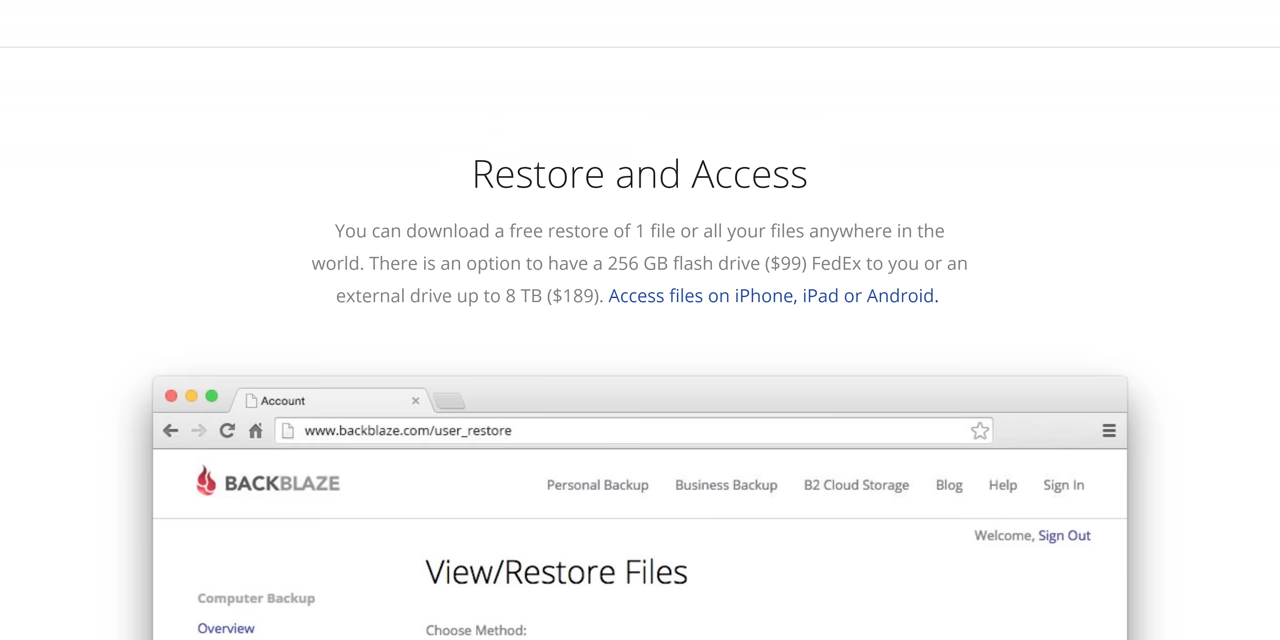 Restore and Access
You can download a free restore of 1 file or all your files anywhere in the
world. There is an option to have a 256 GB flash drive ($99) FedEx to you or an
external drive up to 8 TB ($189). Access files on iPhone, iPad or Android.
Account
www.backblaze.com/user_restore
BACKBLAZE Personal Backup Business Backup B2 Cloud Storage Blog Help Sign In
Welcome, Sign Out
View/Restore Files
Computer Backup
Overview
Choose Method: